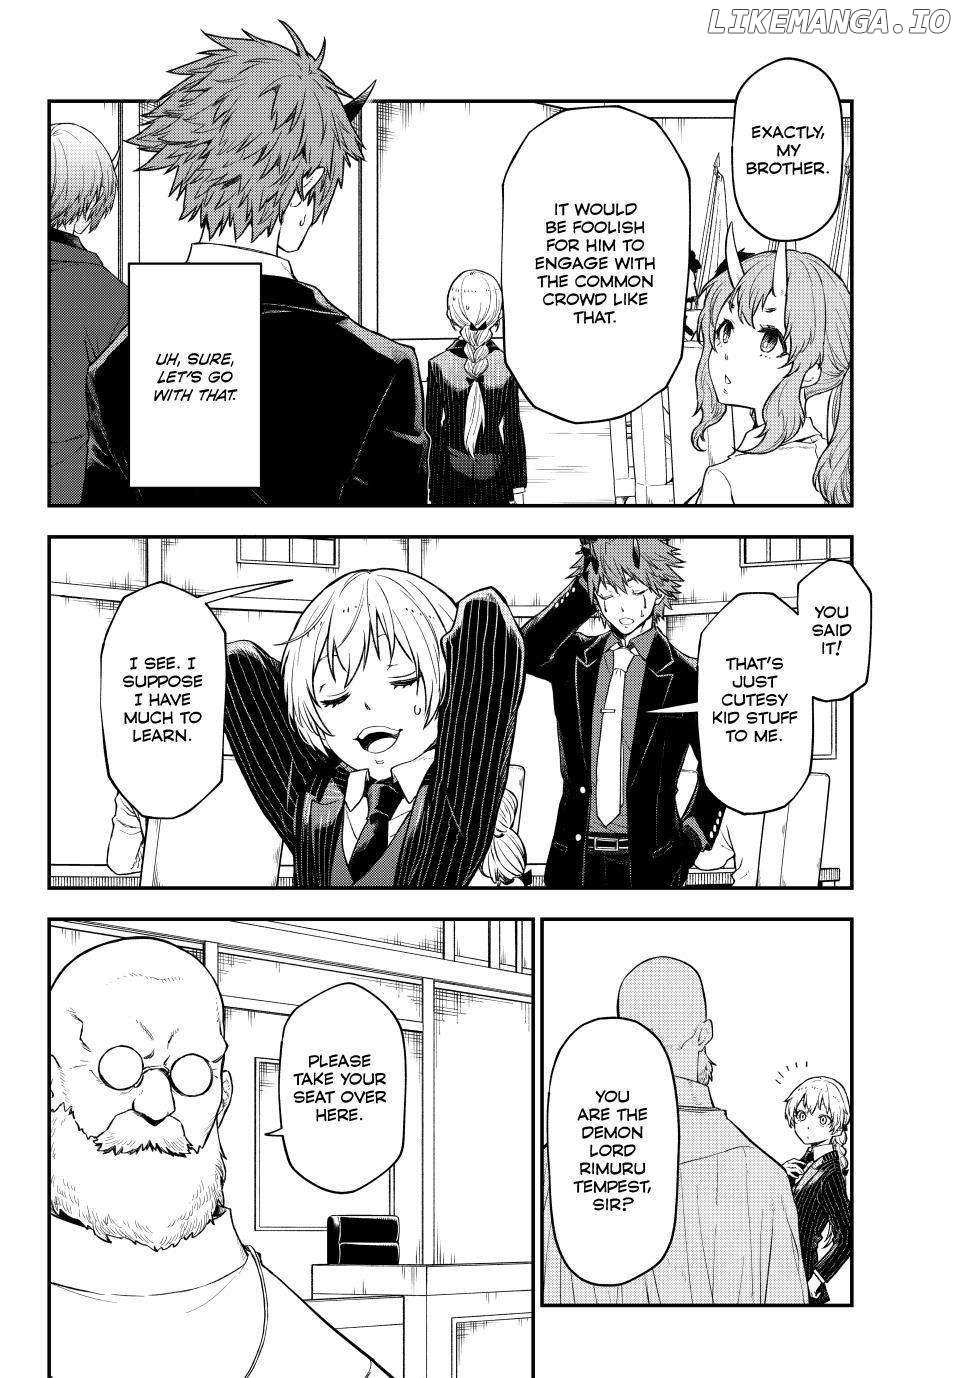 LIKEMANGA.IO
EXACTLY,
MY
BROTHER.
IT WOULD
BE FOOLISH
FOR HIM TO
ENGAGE WITH
THE COMMON
CROWD LIKE
THAT.
UH, SURE,
LET'S GO
WITH THAT.
YOU
SAID
IT!
THAT'S
JUST
CUTESY
KID STUFF
TO ME.
I SEE. I
SUPPOSE
I HAVE
MUCH TO
LEARN.
YOU
ARE THE
DEMON
LORD
RIMURU
TEMPEST,
SIR?
PLEASE
TAKE YOUR
SEAT OVER
HERE.